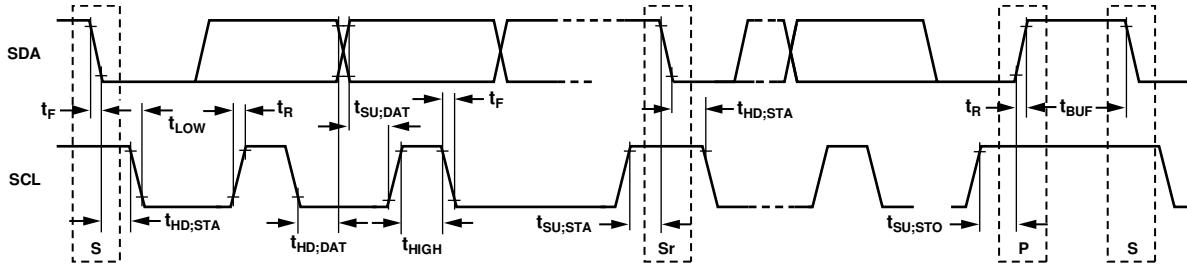 SDA
t_F
t_LOW
t_R
t_SU;DAT
t_F
t_HD;STA
t_R
t_BUF
SCL
t_HD;STA
t_HD;DAT
t_HIGH
t_SU;STA
t_SU;STO
S
Sr
P
S